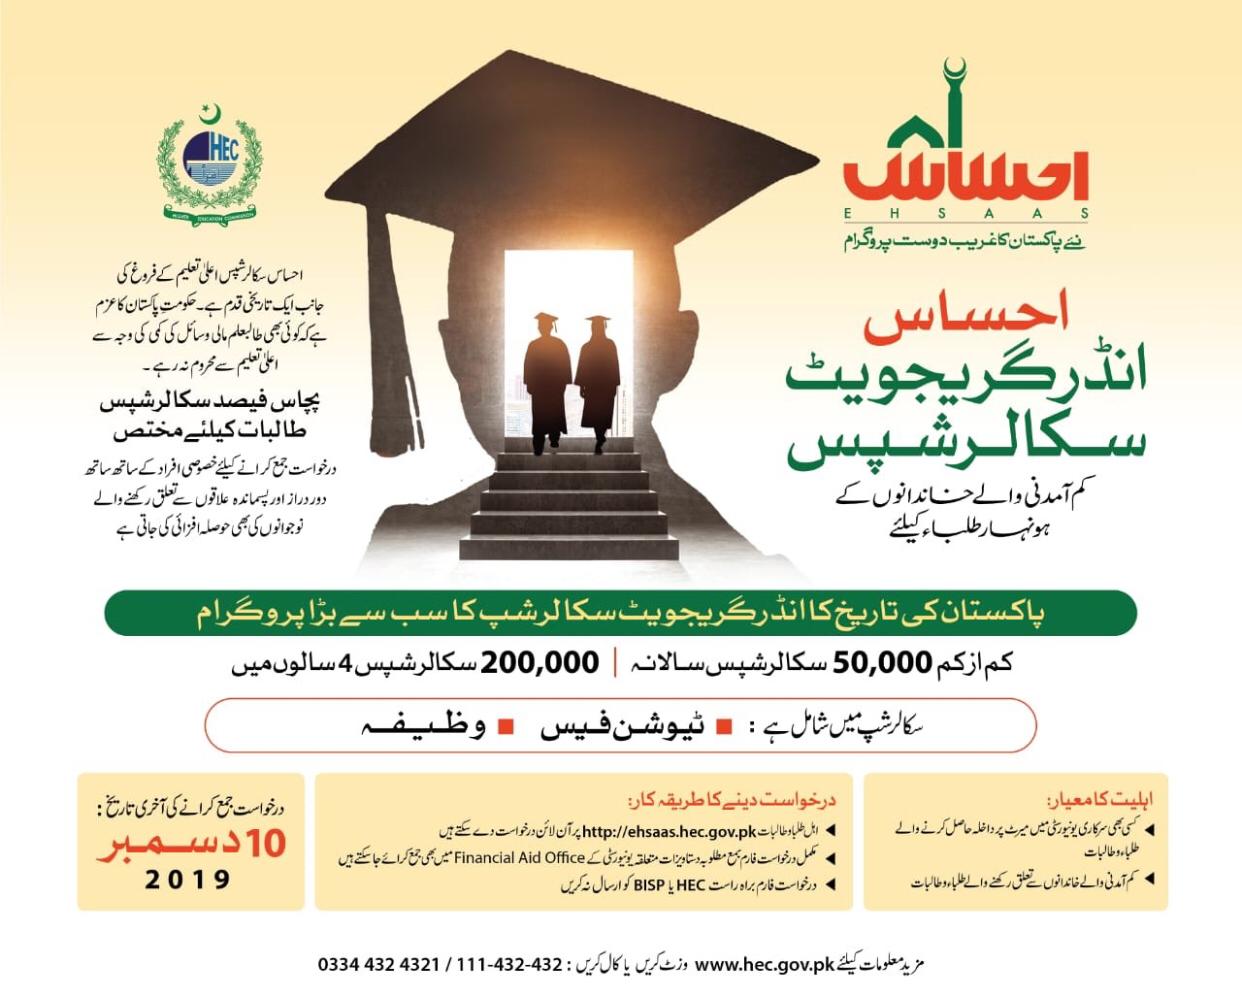 احساس
EHSAAS
نئے پاکستان کا غریب دوست پروگرام
HEC
HIGHER EDUCATION COMMISSION
احساس
انڈرگریجویٹ
سکالرشپس
کم آمدنی والے خاندانوں کے
ہونہار طلباء کیلئے
احساس سکالرشپس اعلیٰ تعلیم کے فروغ کی
جانب ایک تاریخی قدم ہے۔ حکومتِ پاکستان کا عزم
ہے کہ کوئی بھی طالبعلم مالی وسائل کی کمی کی وجہ سے
اعلیٰ تعلیم سے محروم نہ رہے ۔
پچاس فیصد سکالرشپس
طالبات کیلئے مختص
درخواست جمع کرانے کیلئے خصوصی افراد کے ساتھ ساتھ
دور دراز اور پسماندہ علاقوں سے تعلق رکھنے والے
نوجوانوں کی بھی حوصلہ افزائی کی جاتی ہے
پاکستان کی تاریخ کا انڈرگریجویٹ سکالرشپ کا سب سے بڑا پروگرام
کم از کم 50,000 سکالرشپس سالانہ | 200,000 سکالرشپس 4 سالوں میں
سکالرشپ میں شامل ہے : ■ ٹیوشن فیس ■ وظیفہ
اہلیت کا معیار:
کسی بھی سرکاری یونیورسٹی میں میرٹ پر داخلہ حاصل کرنے والے
طلباء و طالبات
کم آمدنی والے خاندانوں سے تعلق رکھنے والے طلباء و طالبات
درخواست دینے کا طریقہ کار:
اہل طلبا و طالبات http://ehsaas.hec.gov.pk پر آن لائن درخواست دے سکتے ہیں
مکمل درخواست فارم بمع مطلوبہ دستاویزات متعلقہ یونیورسٹی کے Financial Aid Office میں بھی جمع کرائے جا سکتے ہیں
درخواست فارم براہ راست HEC یا BISP کو ارسال نہ کریں
درخواست جمع کرانے کی آخری تاریخ :
10 دسمبر
2019
مزید معلومات کیلئے www.hec.gov.pk وزٹ کریں یا کال کریں : 0334 432 4321 / 111-432-432